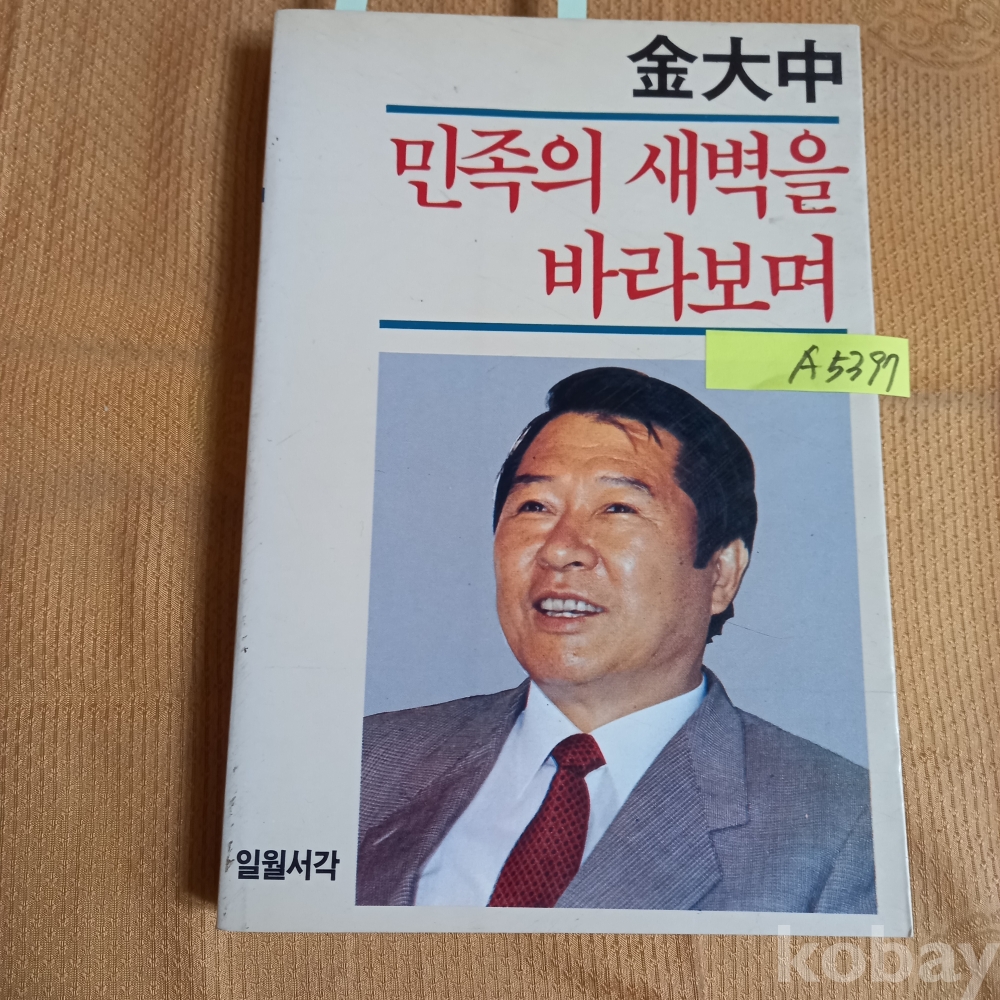 金大中
민족의 새벽을
바라보며
A5397
일월서각
kobay